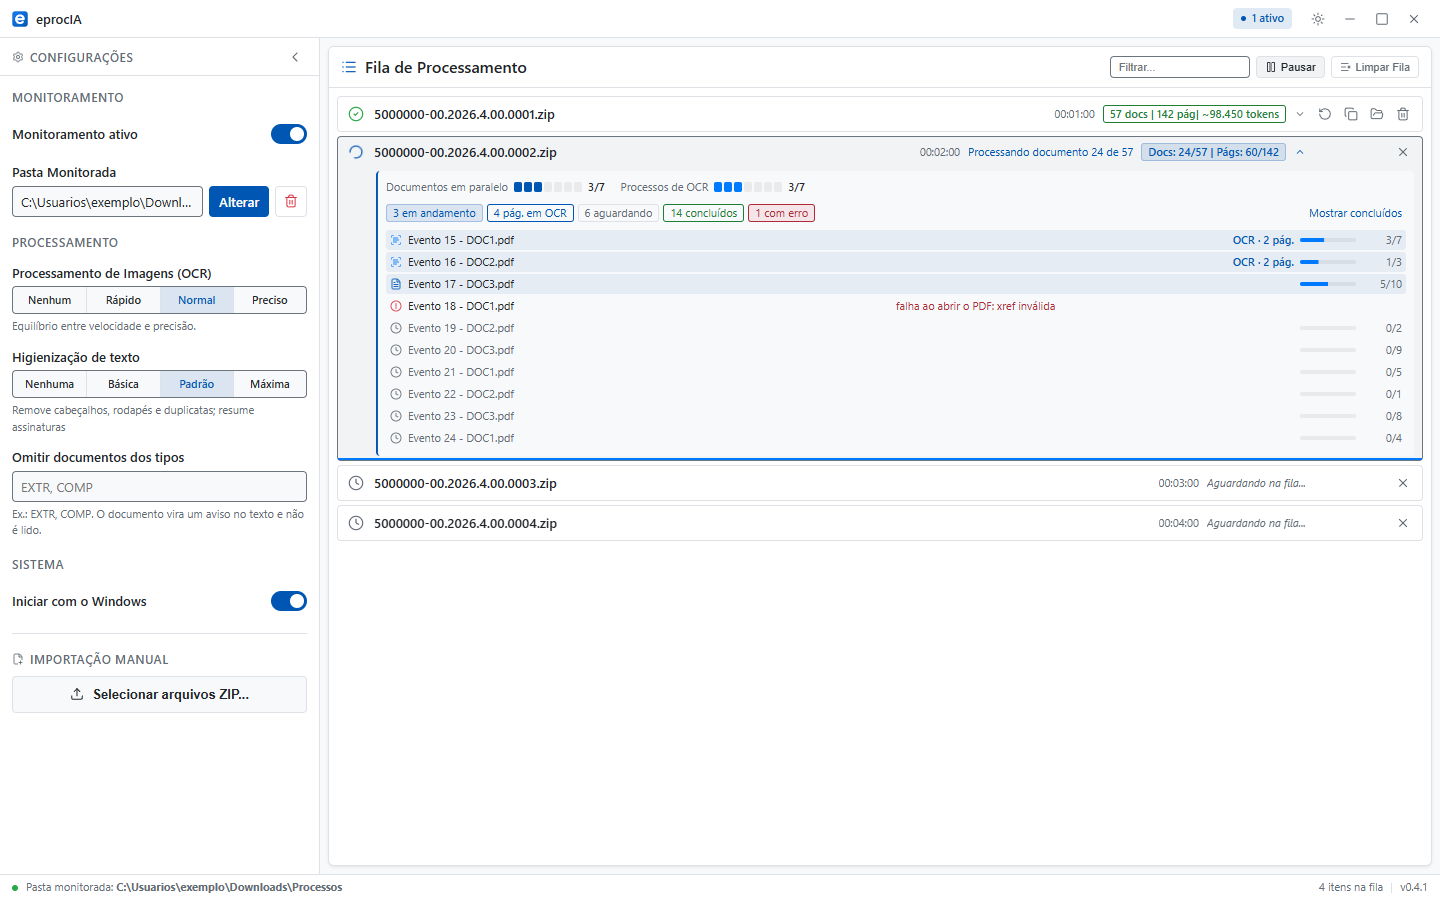 eprocIA
1 ativo
CONFIGURAÇÕES
MONITORAMENTO
Monitoramento ativo
Pasta Monitorada
C:\Usuarios\exemplo\Downl...
Alterar
PROCESSAMENTO
Processamento de Imagens (OCR)
Nenhum Rápido Normal Preciso
Equilíbrio entre velocidade e precisão.
Higienização de texto
Nenhuma Básica Padrão Máxima
Remove cabeçalhos, rodapés e duplicatas; resume
assinaturas
Omitir documentos dos tipos
EXTR, COMP
Ex.: EXTR, COMP. O documento vira um aviso no texto e não
é lido.
SISTEMA
Iniciar com o Windows
IMPORTAÇÃO MANUAL
Selecionar arquivos ZIP...
Fila de Processamento
Filtrar...
Pausar
Limpar Fila
5000000-00.2026.4.00.0001.zip 00:01:00 57 docs | 142 pág| ~98.450 tokens
5000000-00.2026.4.00.0002.zip 00:02:00 Processando documento 24 de 57 Docs: 24/57 | Págs: 60/142
Documentos em paralelo 3/7 Processos de OCR 3/7
3 em andamento 4 pág. em OCR 6 aguardando 14 concluídos 1 com erro Mostrar concluídos
Evento 15 - DOC1.pdf OCR · 2 pág. 3/7
Evento 16 - DOC2.pdf OCR · 2 pág. 1/3
Evento 17 - DOC3.pdf 5/10
Evento 18 - DOC1.pdf falha ao abrir o PDF: xref inválida
Evento 19 - DOC2.pdf 0/2
Evento 20 - DOC3.pdf 0/9
Evento 21 - DOC1.pdf 0/5
Evento 22 - DOC2.pdf 0/1
Evento 23 - DOC3.pdf 0/8
Evento 24 - DOC1.pdf 0/4
5000000-00.2026.4.00.0003.zip 00:03:00 Aguardando na fila...
5000000-00.2026.4.00.0004.zip 00:04:00 Aguardando na fila...
Pasta monitorada: C:\Usuarios\exemplo\Downloads\Processos
4 itens na fila v0.4.1